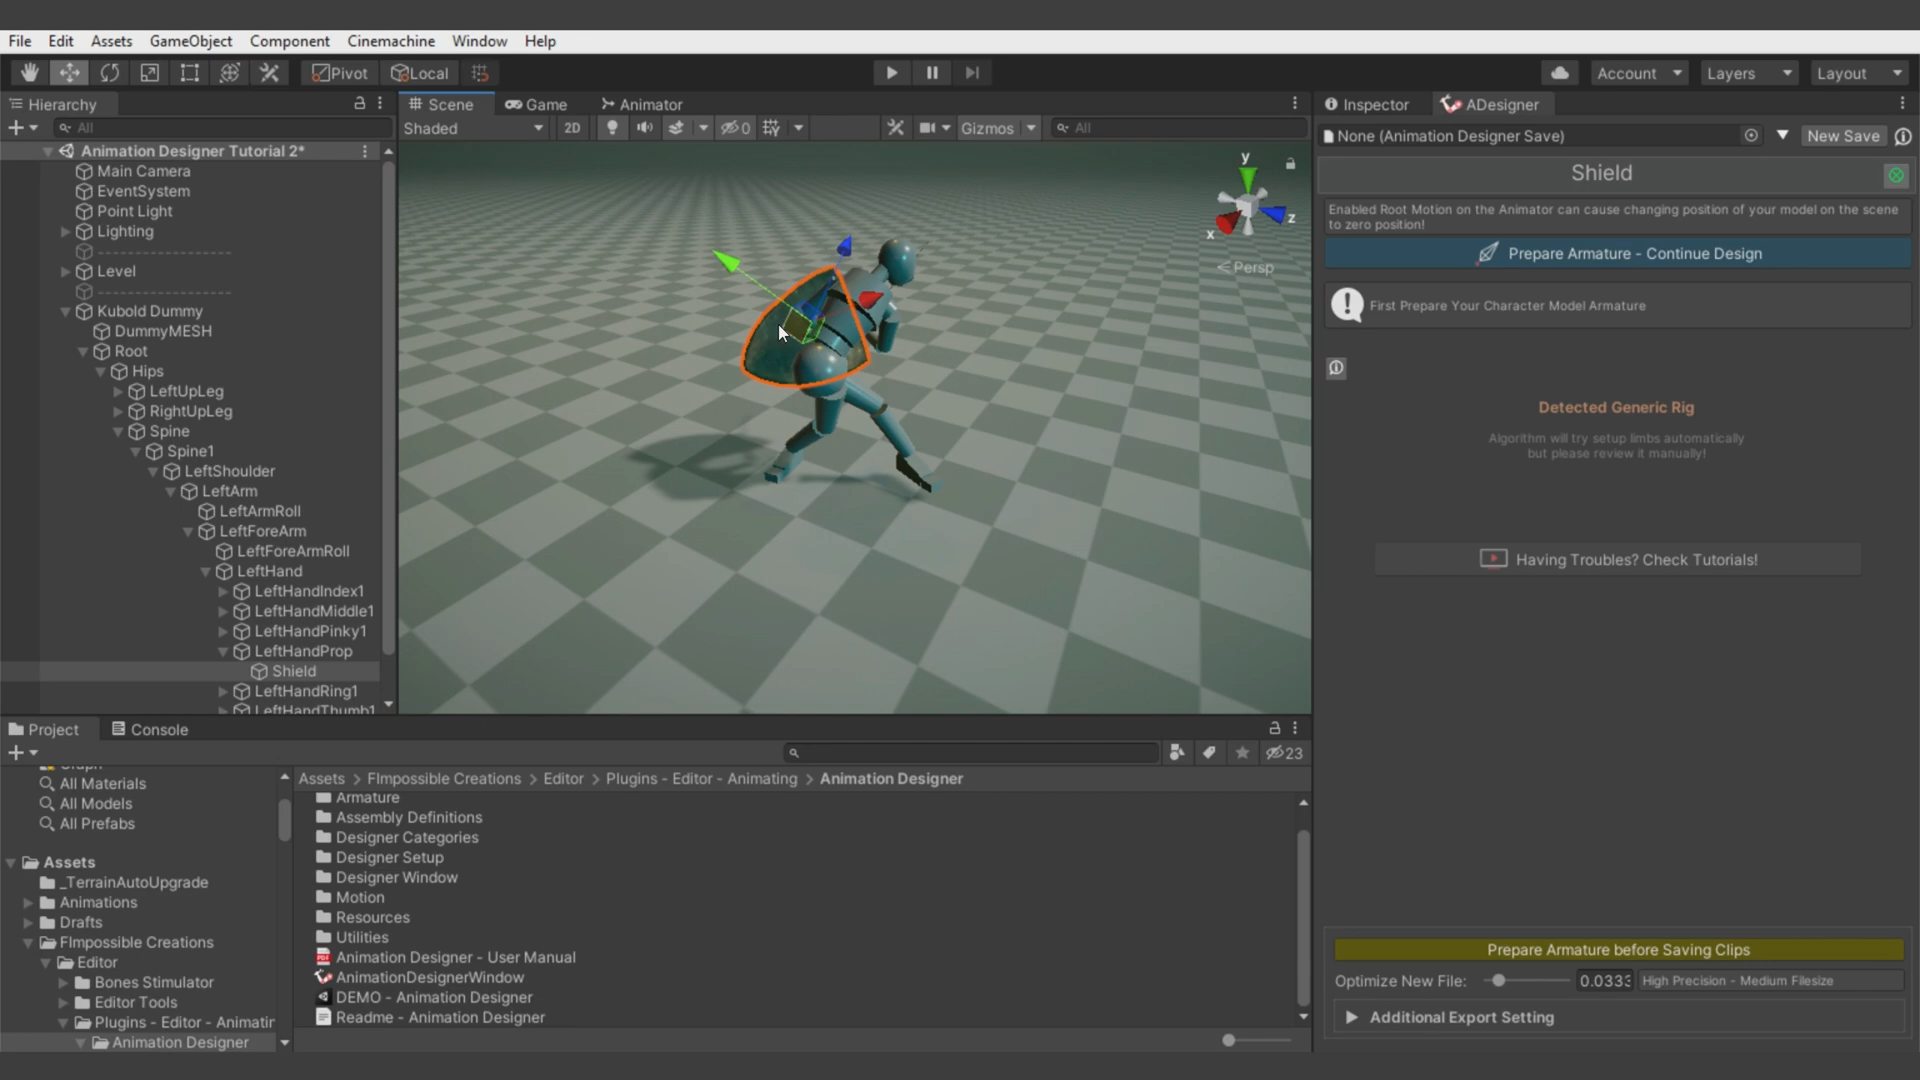 File Edit Assets GameObject Component Cinemachine Window Help
Pivot Local Account Layers Layout
Hierarchy
All
Animation Designer Tutorial 2*
Main Camera
EventSystem
Point Light
Lighting
--------------------
Level
--------------------
Kubold Dummy
DummyMESH
Root
Hips
LeftUpLeg
RightUpLeg
Spine
Spine1
LeftShoulder
LeftArm
LeftArmRoll
LeftForeArm
LeftForeArmRoll
LeftHand
LeftHandIndex1
LeftHandMiddle1
LeftHandPinky1
LeftHandProp
Shield
LeftHandRing1
LeftHandThumb1
Scene Game Animator
Shaded 2D 0 Gizmos All
y
z
x
Persp
Inspector ADesigner
None (Animation Designer Save) New Save
Shield
Enabled Root Motion on the Animator can cause changing position of your model on the scene
to zero position!
Prepare Armature - Continue Design
First Prepare Your Character Model Armature
Detected Generic Rig
Algorithm will try setup limbs automatically
but please review it manually!
Having Troubles? Check Tutorials!
Prepare Armature before Saving Clips
Optimize New File: 0.0333 High Precision - Medium Filesize
Additional Export Setting
Project Console
23
All Materials
All Models
All Prefabs
Assets
_TerrainAutoUpgrade
Animations
Drafts
FImpossible Creations
Editor
Bones Stimulator
Editor Tools
Plugins - Editor - Animatin
Animation Designer
Assets > FImpossible Creations > Editor > Plugins - Editor - Animating > Animation Designer
Armature
Assembly Definitions
Designer Categories
Designer Setup
Designer Window
Motion
Resources
Utilities
Animation Designer - User Manual
AnimationDesignerWindow
DEMO - Animation Designer
Readme - Animation Designer